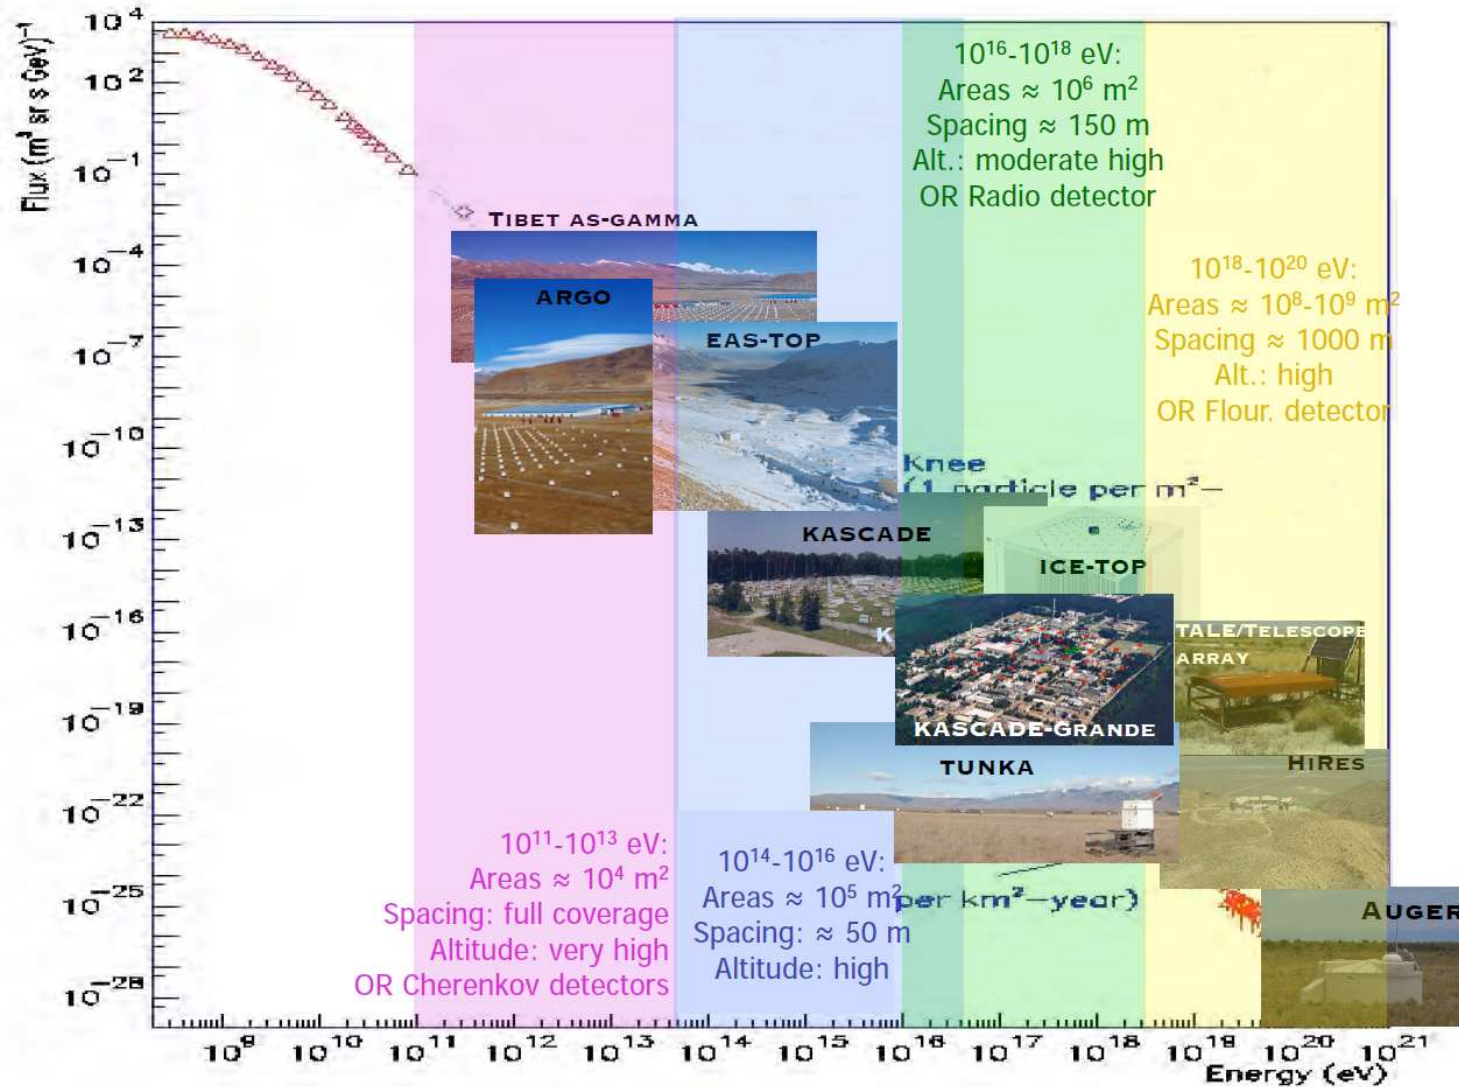 Flux (m² sr s GeV)⁻¹
10⁴
10²
10⁻¹
10⁻⁴
10⁻⁷
10⁻¹⁰
10⁻¹³
10⁻¹⁶
10⁻¹⁹
10⁻²²
10⁻²⁵
10⁻²⁸
10¹⁶-10¹⁸ eV:
Areas ≈ 10⁶ m²
Spacing ≈ 150 m
Alt.: moderate high
OR Radio detector
TIBET AS-GAMMA
ARGO
EAS-TOP
10¹⁸-10²⁰ eV:
Areas ≈ 10⁸-10⁹ m²
Spacing ≈ 1000 m
Alt.: high
OR Flour. detector
Knee
(1 particle per m²–
KASCADE
ICE-TOP
K
TALE/TELESCOPE
ARRAY
KASCADE-GRANDE
TUNKA
HIRES
10¹¹-10¹³ eV:
Areas ≈ 10⁴ m²
Spacing: full coverage
Altitude: very high
OR Cherenkov detectors
10¹⁴-10¹⁶ eV:
Areas ≈ 10⁵ m²
Spacing: ≈ 50 m
Altitude: high
per km²–year)
AUGER
10⁹ 10¹⁰ 10¹¹ 10¹² 10¹³ 10¹⁴ 10¹⁵ 10¹⁶ 10¹⁷ 10¹⁸ 10¹⁹ 10²⁰ 10²¹
Energy (eV)